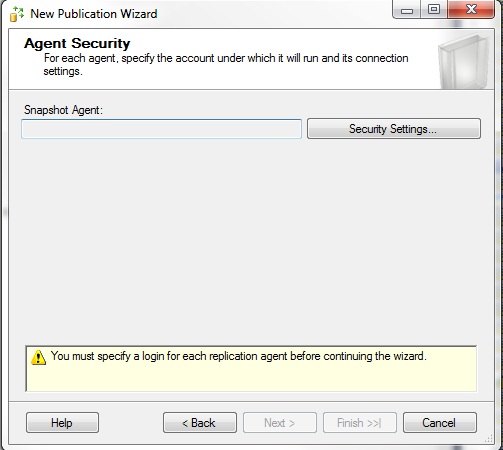 New Publication Wizard
Agent Security
For each agent, specify the account under which it will run and its connection
settings.
Snapshot Agent:
Security Settings...
You must specify a login for each replication agent before continuing the wizard.
Help
< Back
Next >
Finish >>|
Cancel